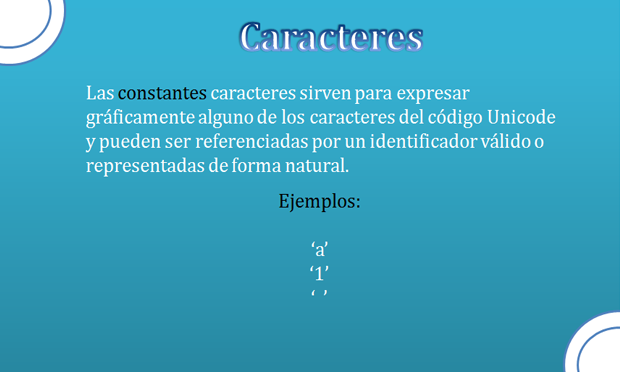 Caracteres
Las constantes caracteres sirven para expresar
gráficamente alguno de los caracteres del código Unicode
y pueden ser referenciadas por un identificador válido o
representadas de forma natural.
Ejemplos:
‘a’
‘1’
‘ ’